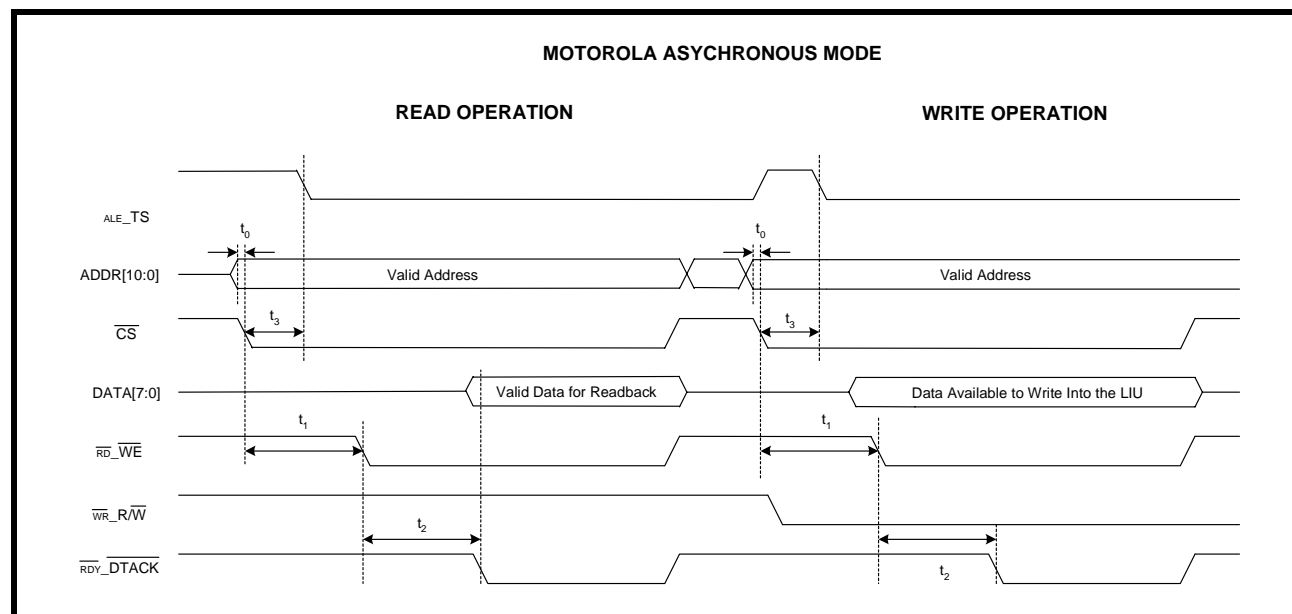 MOTOROLA ASYCHRONOUS MODE
READ OPERATION WRITE OPERATION
ALE_TS
t0 t0
ADDR[10:0] Valid Address Valid Address
CS t3 t3
DATA[7:0] Valid Data for Readback Data Available to Write Into the LIU
t1 t1
RD_WE
WR_R/W
t2
RDY_DTACK t2